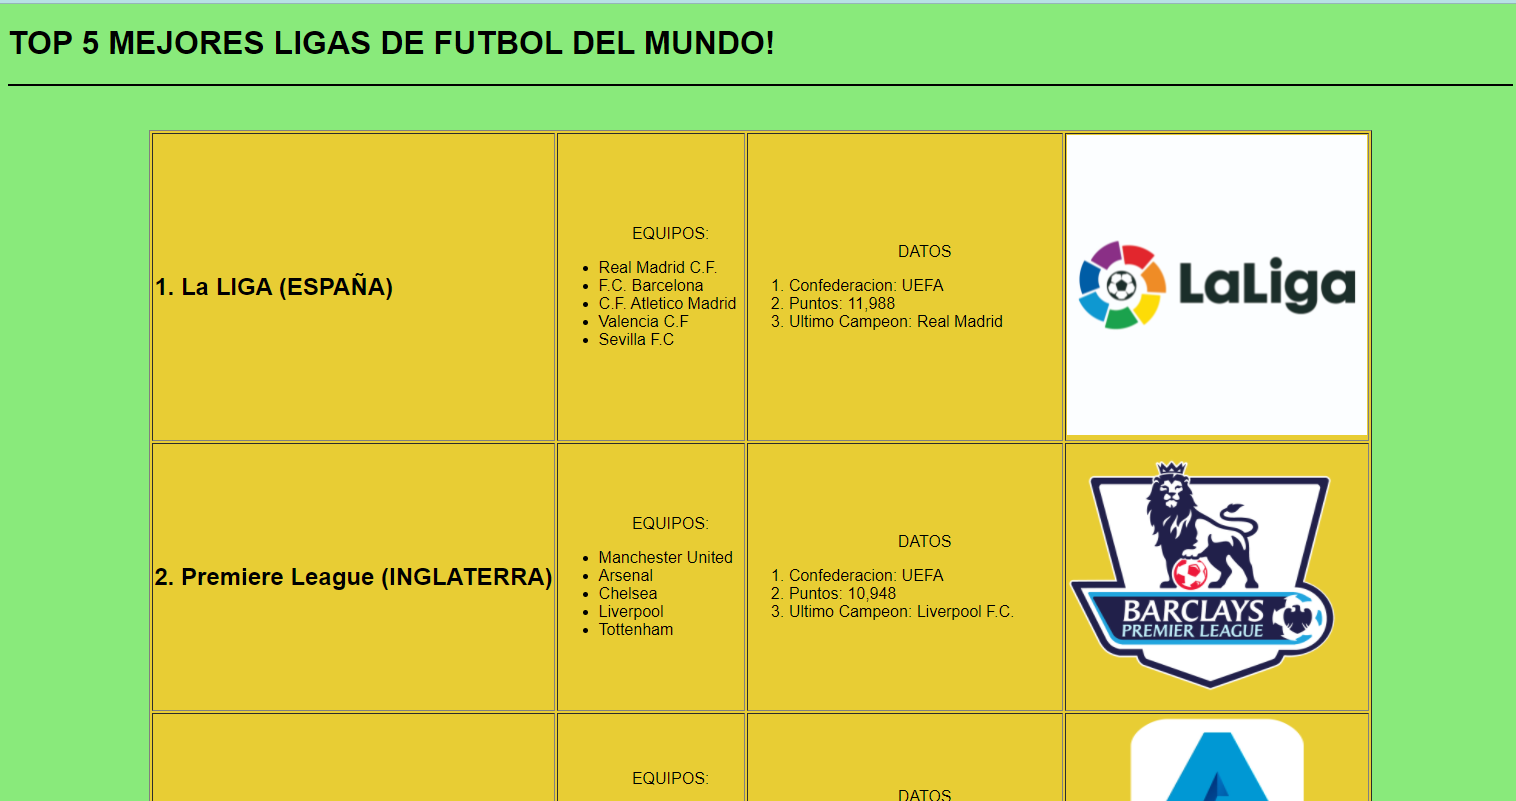 TOP 5 MEJORES LIGAS DE FUTBOL DEL MUNDO!
1. La LIGA (ESPAÑA)
EQUIPOS:
Real Madrid C.F.
F.C. Barcelona
C.F. Atletico Madrid
Valencia C.F
Sevilla F.C
DATOS
1. Confederacion: UEFA
2. Puntos: 11,988
3. Ultimo Campeon: Real Madrid
LaLiga
2. Premiere League (INGLATERRA)
EQUIPOS:
Manchester United
Arsenal
Chelsea
Liverpool
Tottenham
DATOS
1. Confederacion: UEFA
2. Puntos: 10,948
3. Ultimo Campeon: Liverpool F.C.
BARCLAYS
PREMIER LEAGUE
EQUIPOS:
DATOS